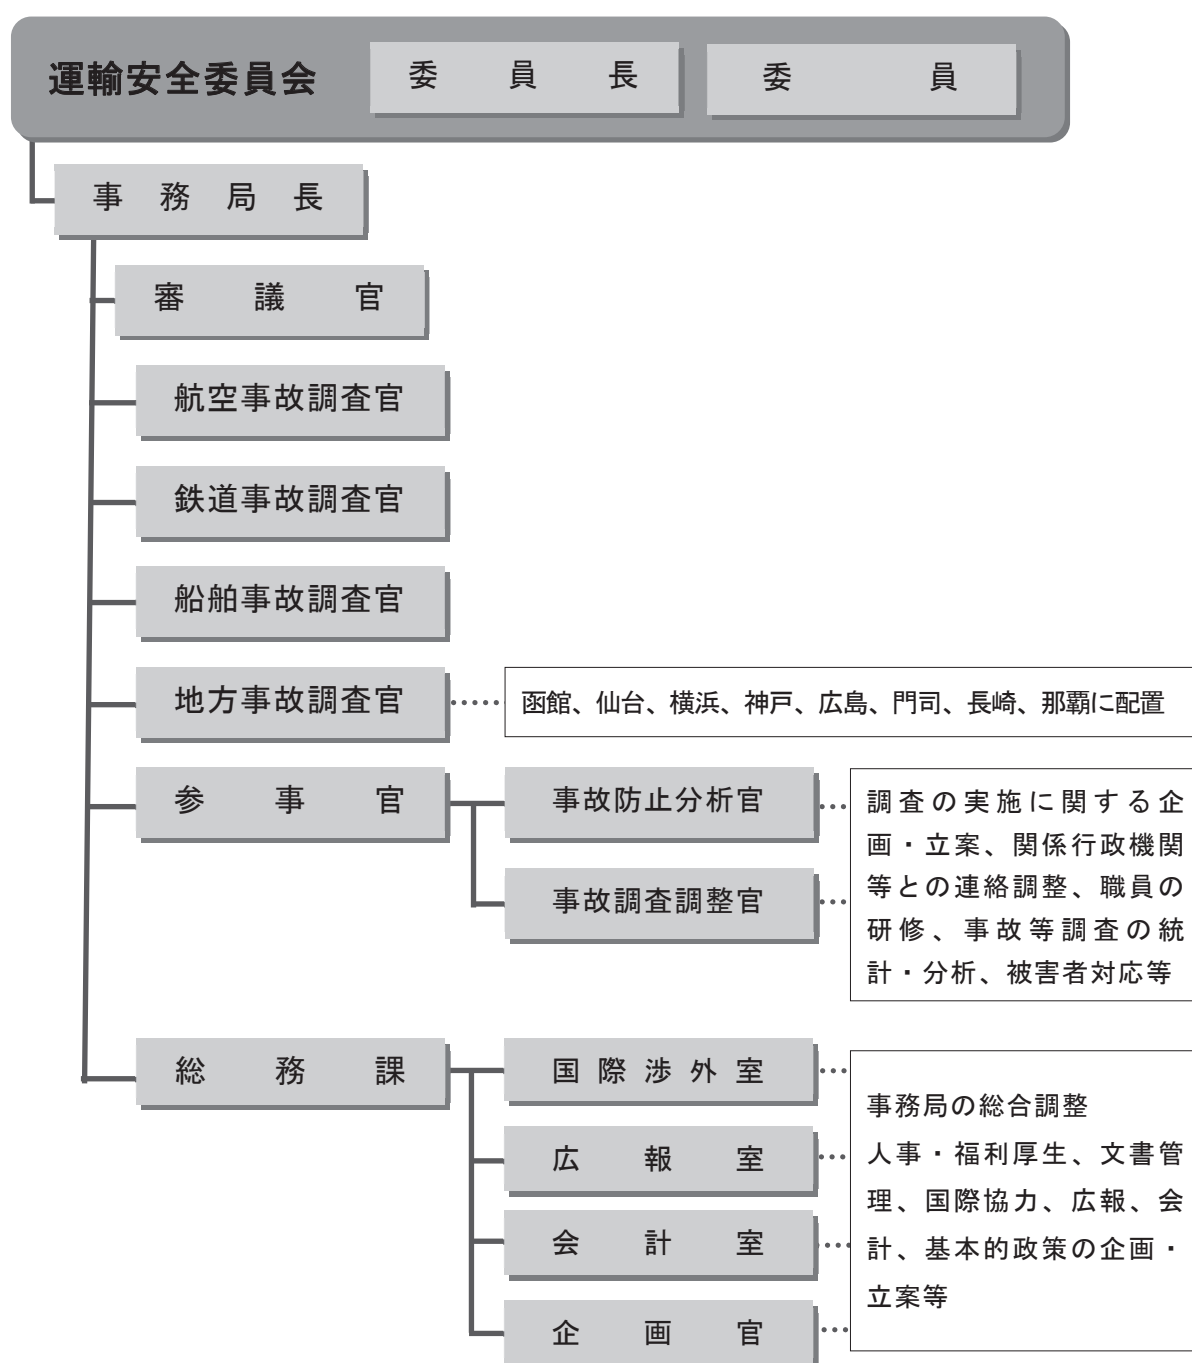 運輸安全委員会
委員長
委員
事務局長
審議官
航空事故調査官
鉄道事故調査官
船舶事故調査官
地方事故調査官
函館、仙台、横浜、神戸、広島、門司、長崎、那覇に配置
参事官
事故防止分析官
事故調査調整官
調査の実施に関する企
画・立案、関係行政機関
等との連絡調整、職員の
研修、事故等調査の統
計・分析、被害者対応等
総務課
国際渉外室
広報室
会計室
企画官
事務局の総合調整
人事・福利厚生、文書管
理、国際協力、広報、会
計、基本的政策の企画・
立案等